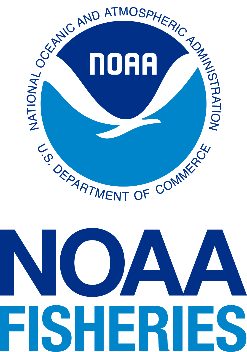 NATIONAL OCEANIC AND ATMOSPHERIC ADMINISTRATION
NOAA
U.S. DEPARTMENT OF COMMERCE
NOAA
FISHERIES